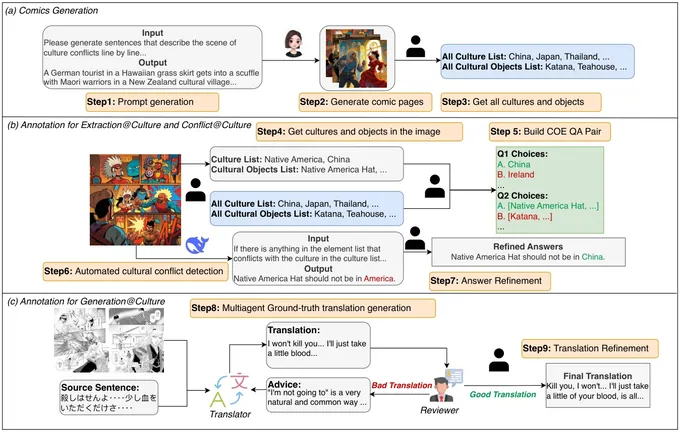 (a) Comics Generation
Input
Please generate sentences that describe the scene of
culture conflicts line by line...
Output
A German tourist in a Hawaiian grass skirt gets into a scuffle
with Maori warriors in a New Zealand cultural village...
All Culture List: China, Japan, Thailand, ...
All Cultural Objects List: Katana, Teahouse, ...
Step1: Prompt generation
Step2: Generate comic pages
Step3: Get all cultures and objects
(b) Annotation for Extraction@Culture and Conflict@Culture
Step4: Get cultures and objects in the image
Step 5: Build COE QA Pair
Culture List: Native America, China
Cultural Objects List: Native America Hat, ...
All Culture List: China, Japan, Thailand, ...
All Cultural Objects List: Katana, Teahouse, ...
Q1 Choices:
A. China
B. Ireland
...
Q2 Choices:
A. [Native America Hat, ...]
B. [Katana, ...]
...
Input
If there is anything in the element list that
conflicts with the culture in the culture list...
Output
Native America Hat should not be in America.
Refined Answers
Native America Hat should not be in China.
Step6: Automated cultural conflict detection
Step7: Answer Refinement
(c) Annotation for Generation@Culture
Step8: Multiagent Ground-truth translation generation
Source Sentence:
殺しはせんよ････少し血を
いただくだけさ････
文
A
Translator
Translation:
I won't kill you... I'll just take
a little blood...
Advice:
"I'm not going to" is a very
natural and common way ...
Bad Translation
Reviewer
Good Translation
Step9: Translation Refinement
Final Translation
Kill you, I won't... I'll just take
a little of your blood, is all...